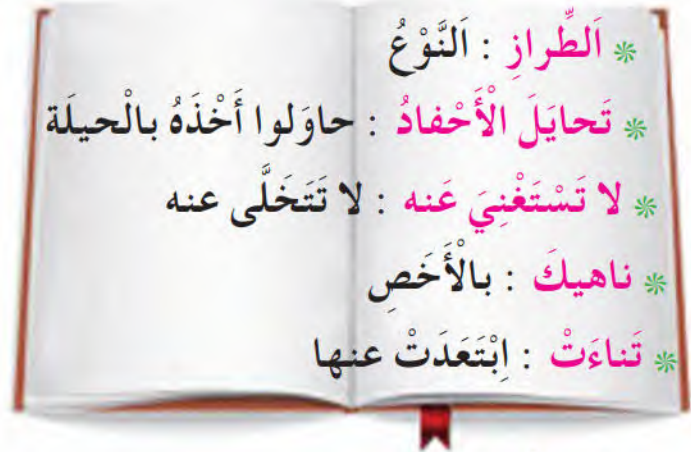 * اَلطِّرازِ : اَلنَّوْعُ
* تَحايَلَ الْأَحْفادُ : حاوَلوا أَخْذَهُ بالْحيلَة
* لا تَسْتَغْنِيَ عَنه : لا تَتَخَلَّى عنه
* ناهيكَ : بالْأَخَصِ
* تَناءَتْ : اِبْتَعَدَتْ عنها